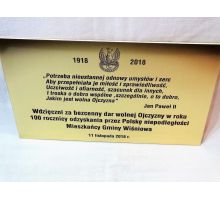 1918 2018
"Potrzeba nieustannej odnowy umysłów i serc
Aby przepełniała je miłość i sprawiedliwość,
Uczciwość i ofiarność, szacunek dla innych,
I troska o dobro wspólne ,szczególnie, o to dobro,
Jakim jest wolna Ojczyzna"
Jan Paweł II
Wdzięczni za bezcenny dar wolnej Ojczyzny w roku
100 rocznicy odzyskania przez Polskę niepodległości
Mieszkańcy Gminy Wiśniowa
11 listopada 2018 r.